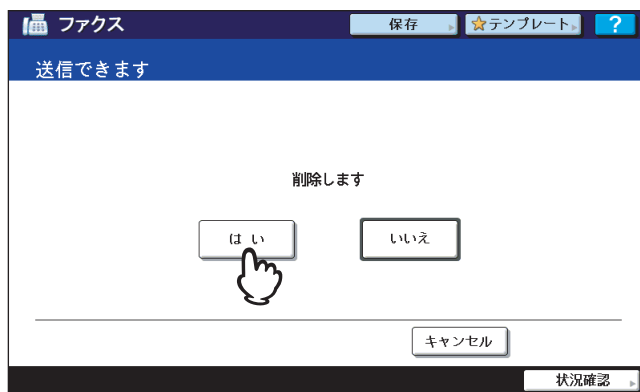 ファクス
保存
テンプレート
?
送信できます
削除します
はい
いいえ
キャンセル
状況確認